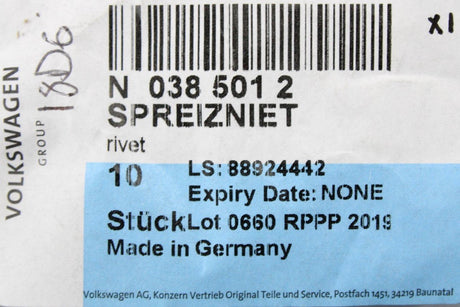 XI
N 038 501 2
SPREIZNIET
rivet
10
LS: 88924442
Expiry Date: NONE
Stück Lot 0660 RPPP 2019
Made in Germany
Volkswagen AG, Konzern Vertrieb Original Teile und Service, Postfach 1451, 34219 Baunatal
VOLKSWAGEN
GROUP
18D6